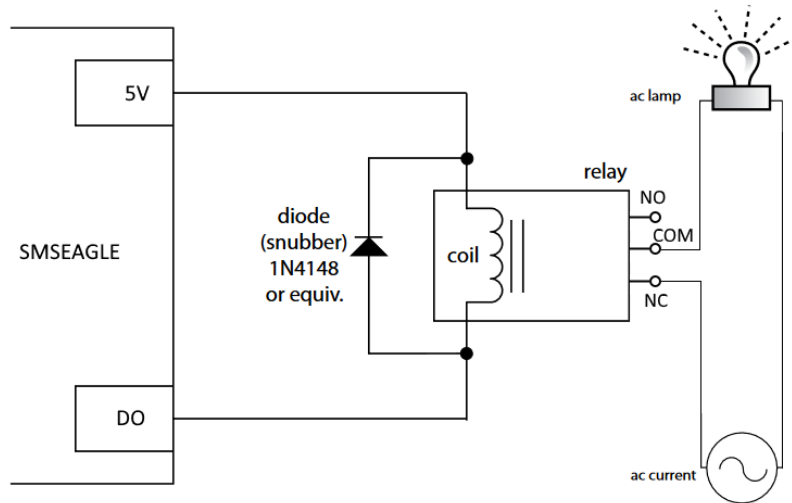 5V
ac lamp
relay
NO
diode
(snubber)
1N4148
or equiv.
COM
SMSEAGLE
coil
NC
DO
ac current